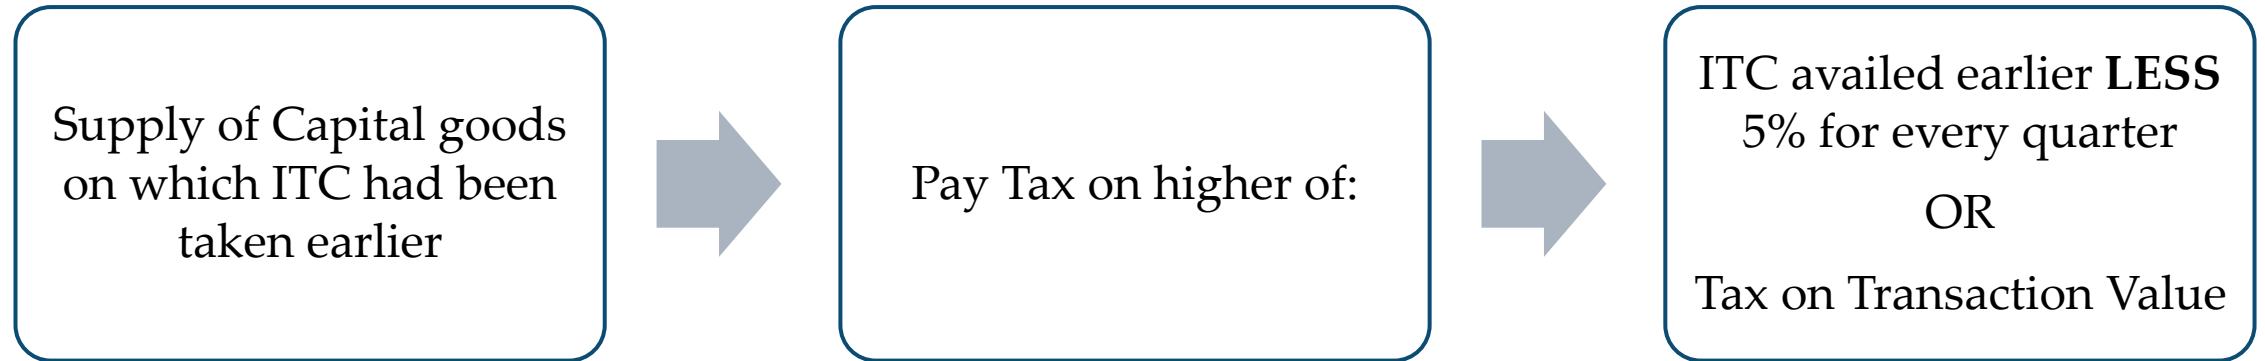 Supply of Capital goods
on which ITC had been
taken earlier
Pay Tax on higher of:
ITC availed earlier LESS
5% for every quarter
OR
Tax on Transaction Value